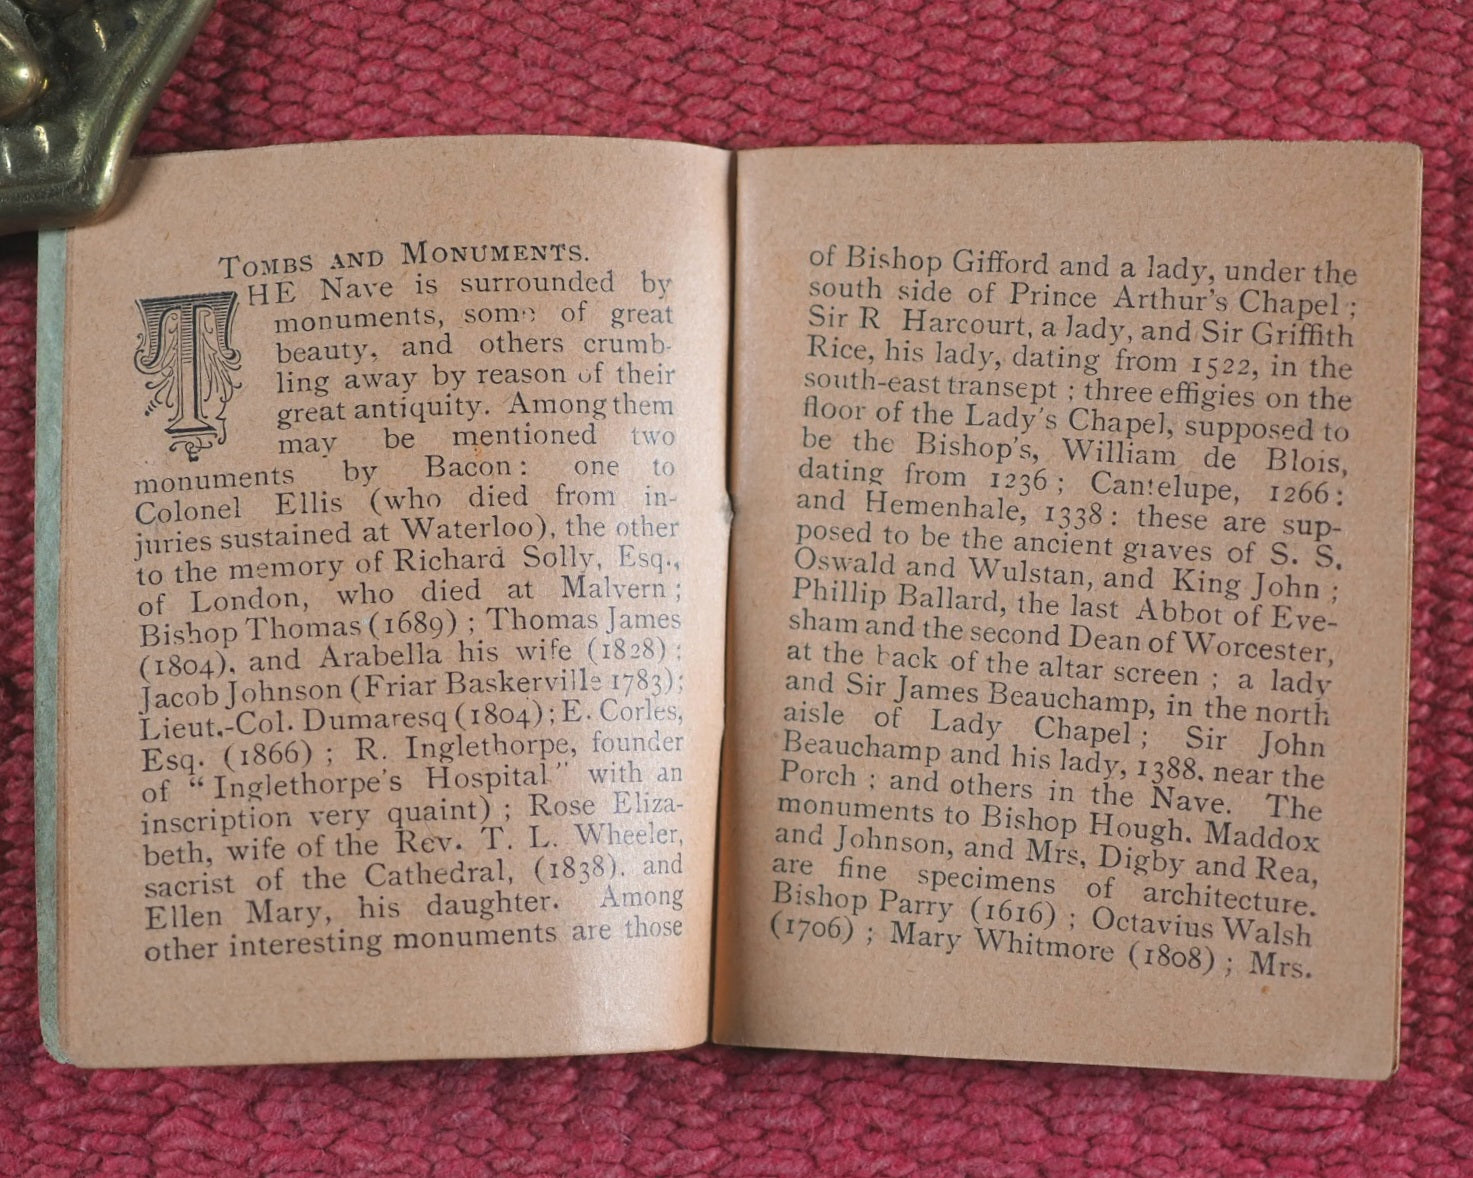 TOMBS AND MONUMENTS.
THE Nave is surrounded by
monuments, some of great
beauty, and others crumb-
ling away by reason of their
great antiquity. Among them
may be mentioned two
monuments by Bacon: one to
Colonel Ellis (who died from in-
juries sustained at Waterloo), the other
to the memory of Richard Solly, Esq.,
of London, who died at Malvern;
Bishop Thomas (1689); Thomas James
(1804), and Arabella his wife (1828);
Jacob Johnson (Friar Baskerville 1783);
Lieut.-Col. Dumaresq (1804); E. Corles,
Esq. (1866); R. Inglethorpe, founder
of "Inglethorpe's Hospital" with an
inscription very quaint); Rose Eliza-
beth, wife of the Rev. T. L. Wheeler,
sacrist of the Cathedral, (1838), and
Ellen Mary, his daughter. Among
other interesting monuments are those
of Bishop Gifford and a lady, under the
south side of Prince Arthur's Chapel;
Sir R Harcourt, a lady, and Sir Griffith
Rice, his lady, dating from 1522, in the
south-east transept; three effigies on the
floor of the Lady's Chapel, supposed to
be the Bishop's, William de Blois,
dating from 1236; Cantelupe, 1266:
and Hemenhale, 1338: these are sup-
posed to be the ancient graves of S. S.
Oswald and Wulstan, and King John;
Phillip Ballard, the last Abbot of Eve-
sham and the second Dean of Worcester,
at the back of the altar screen; a lady
and Sir James Beauchamp, in the north
aisle of Lady Chapel; Sir John
Beauchamp and his lady, 1388, near the
Porch; and others in the Nave. The
monuments to Bishop Hough, Maddox
and Johnson, and Mrs, Digby and Rea,
are fine specimens of architecture.
Bishop Parry (1616); Octavius Walsh
(1706); Mary Whitmore (1808); Mrs.